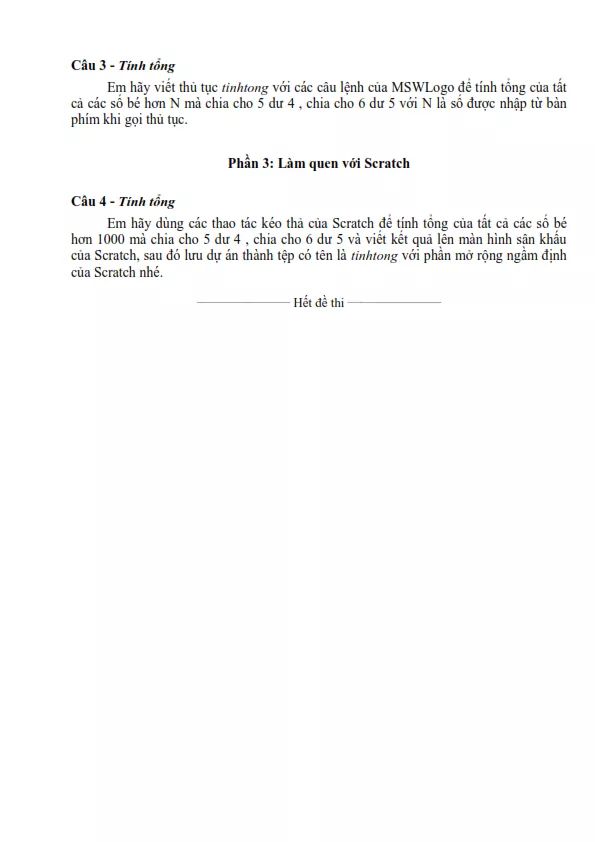 Câu 3 - Tính tổng
Em hãy viết thủ tục tinhtong với các câu lệnh của MSWLogo để tính tổng của tất
cả các số bé hơn N mà chia cho 5 dư 4 , chia cho 6 dư 5 với N là số được nhập từ bàn
phím khi gọi thủ tục.
Phần 3: Làm quen với Scratch
Câu 4 - Tính tổng
Em hãy dùng các thao tác kéo thả của Scratch để tính tổng của tất cả các số bé
hơn 1000 mà chia cho 5 dư 4 , chia cho 6 dư 5 và viết kết quả lên màn hình sân khấu
của Scratch, sau đó lưu dự án thành tệp có tên là tinhtong với phần mở rộng ngầm định
của Scratch nhé.
Hết đề thi